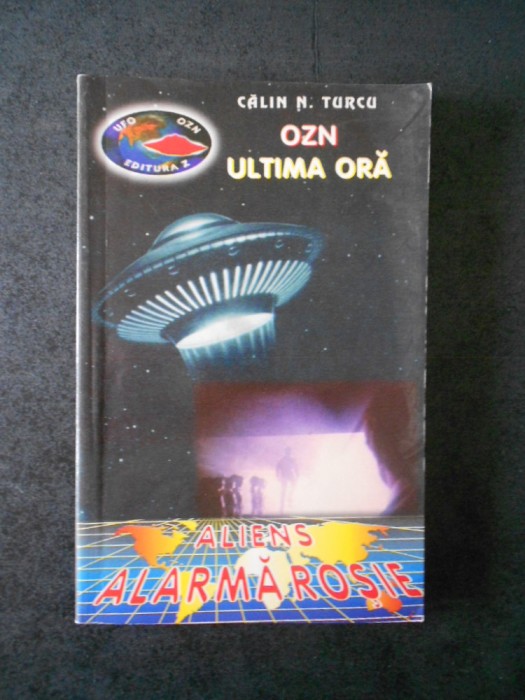 CĂLIN N. TURCU
OZN
ULTIMA ORĂ
UFO OZN
EDITURA Z
ALIENS
ALARMĂ ROȘIE